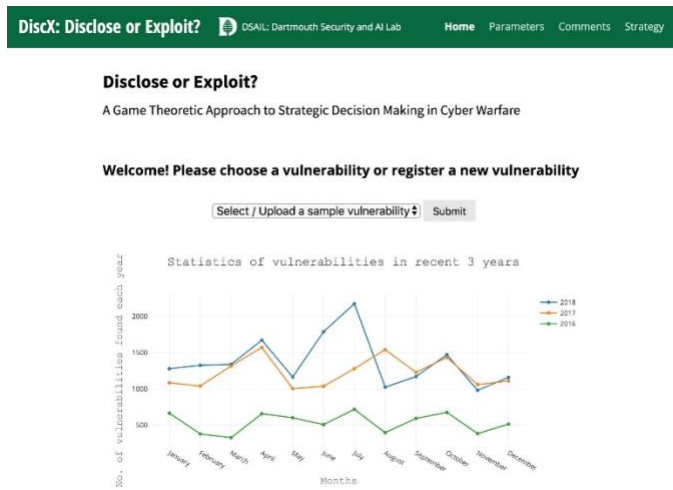 DiscX: Disclose or Exploit? DSAIL: Dartmouth Security and AI Lab Home Parameters Comments Strategy
Disclose or Exploit?
A Game Theoretic Approach to Strategic Decision Making in Cyber Warfare
Welcome! Please choose a vulnerability or register a new vulnerability
Select / Upload a sample vulnerability Submit
Statistics of vulnerabilities in recent 3 years
No. of vulnerabilities found each year
2018
2017
2016
2000
1500
1000
500
January February March April May June July August September October November December
Months